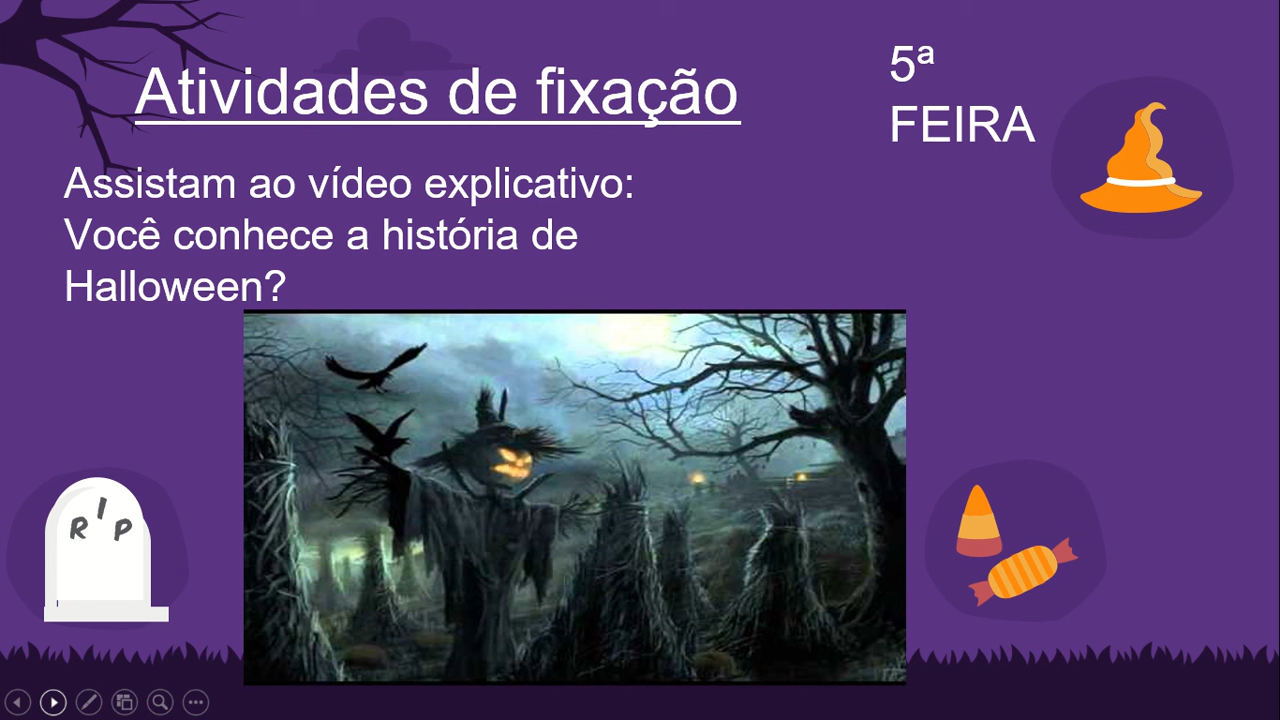 Atividades de fixação
5ª
FEIRA
Assistam ao vídeo explicativo:
Você conhece a história de
Halloween?
R I P